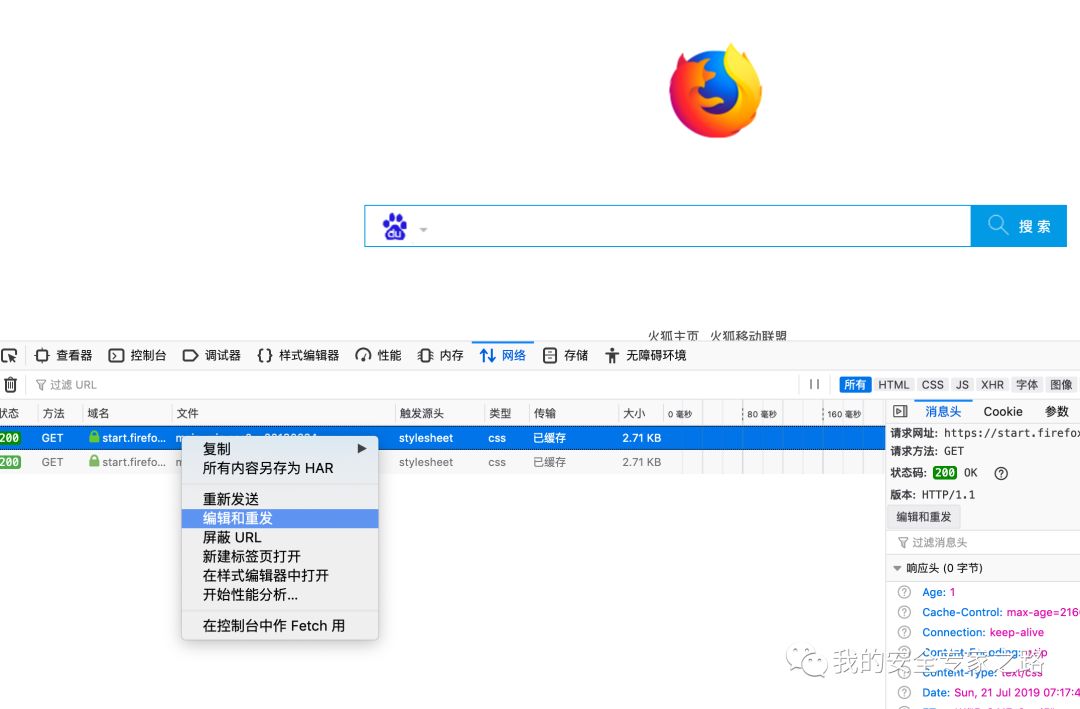 du
搜 索
火狐主页 火狐移动联盟
查看器 控制台 调试器 样式编辑器 性能 内存 网络 存储 无障碍环境
过滤 URL
所有 HTML CSS JS XHR 字体 图像
状态 方法 域名 文件 触发源头 类型 传输 大小 0 毫秒 80 毫秒 160 毫秒
消息头 Cookie 参数
200 GET start.firefo... stylesheet css 已缓存 2.71 KB
200 GET start.firefo... stylesheet css 已缓存 2.71 KB
复制
所有内容另存为 HAR
重新发送
编辑和重发
屏蔽 URL
新建标签页打开
在样式编辑器中打开
开始性能分析...
在控制台中作 Fetch 用
请求网址: https://start.firefox
请求方法: GET
状态码: 200 OK
版本: HTTP/1.1
编辑和重发
过滤消息头
响应头 (0 字节)
Age: 1
Cache-Control: max-age=2160
Connection: keep-alive
Content-Encoding: gzip
Content-Type: text/css
Date: Sun, 21 Jul 2019 07:17:4
我的安全专家之路